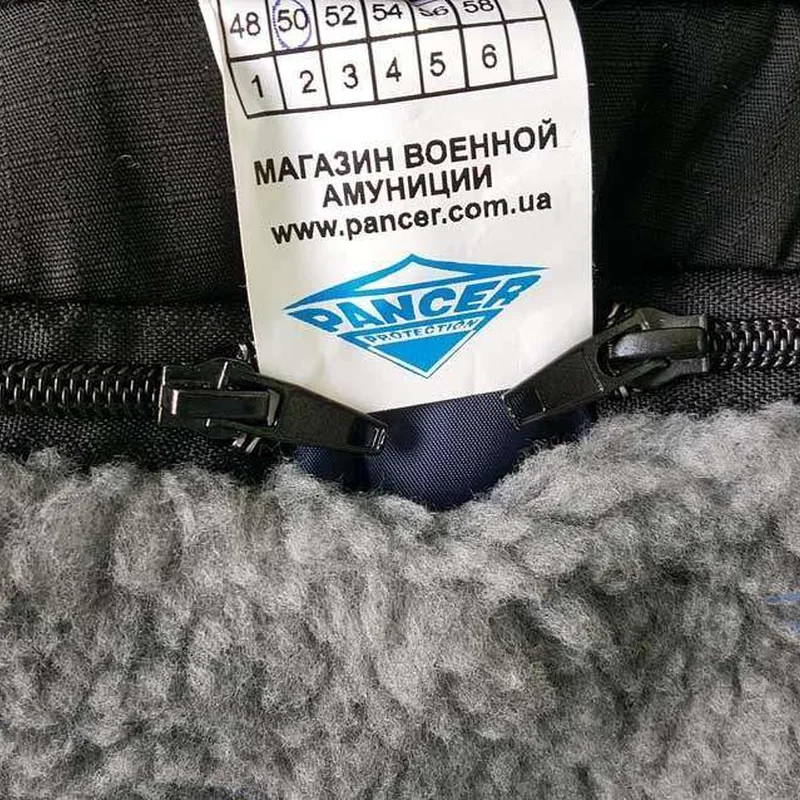 48 50 52 54 56 58
1 2 3 4 5 6
МАГАЗИН ВОЕННОЙ
АМУНИЦИИ
www.pancer.com.ua
PANCER
PROTECTION